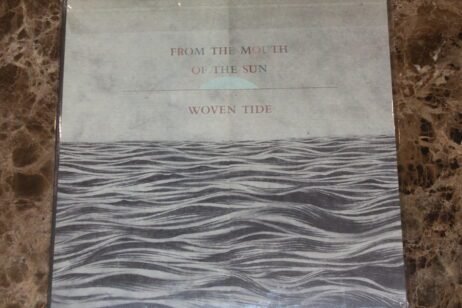 FROM THE MOUTH
OF THE SUN
WOVEN TIDE